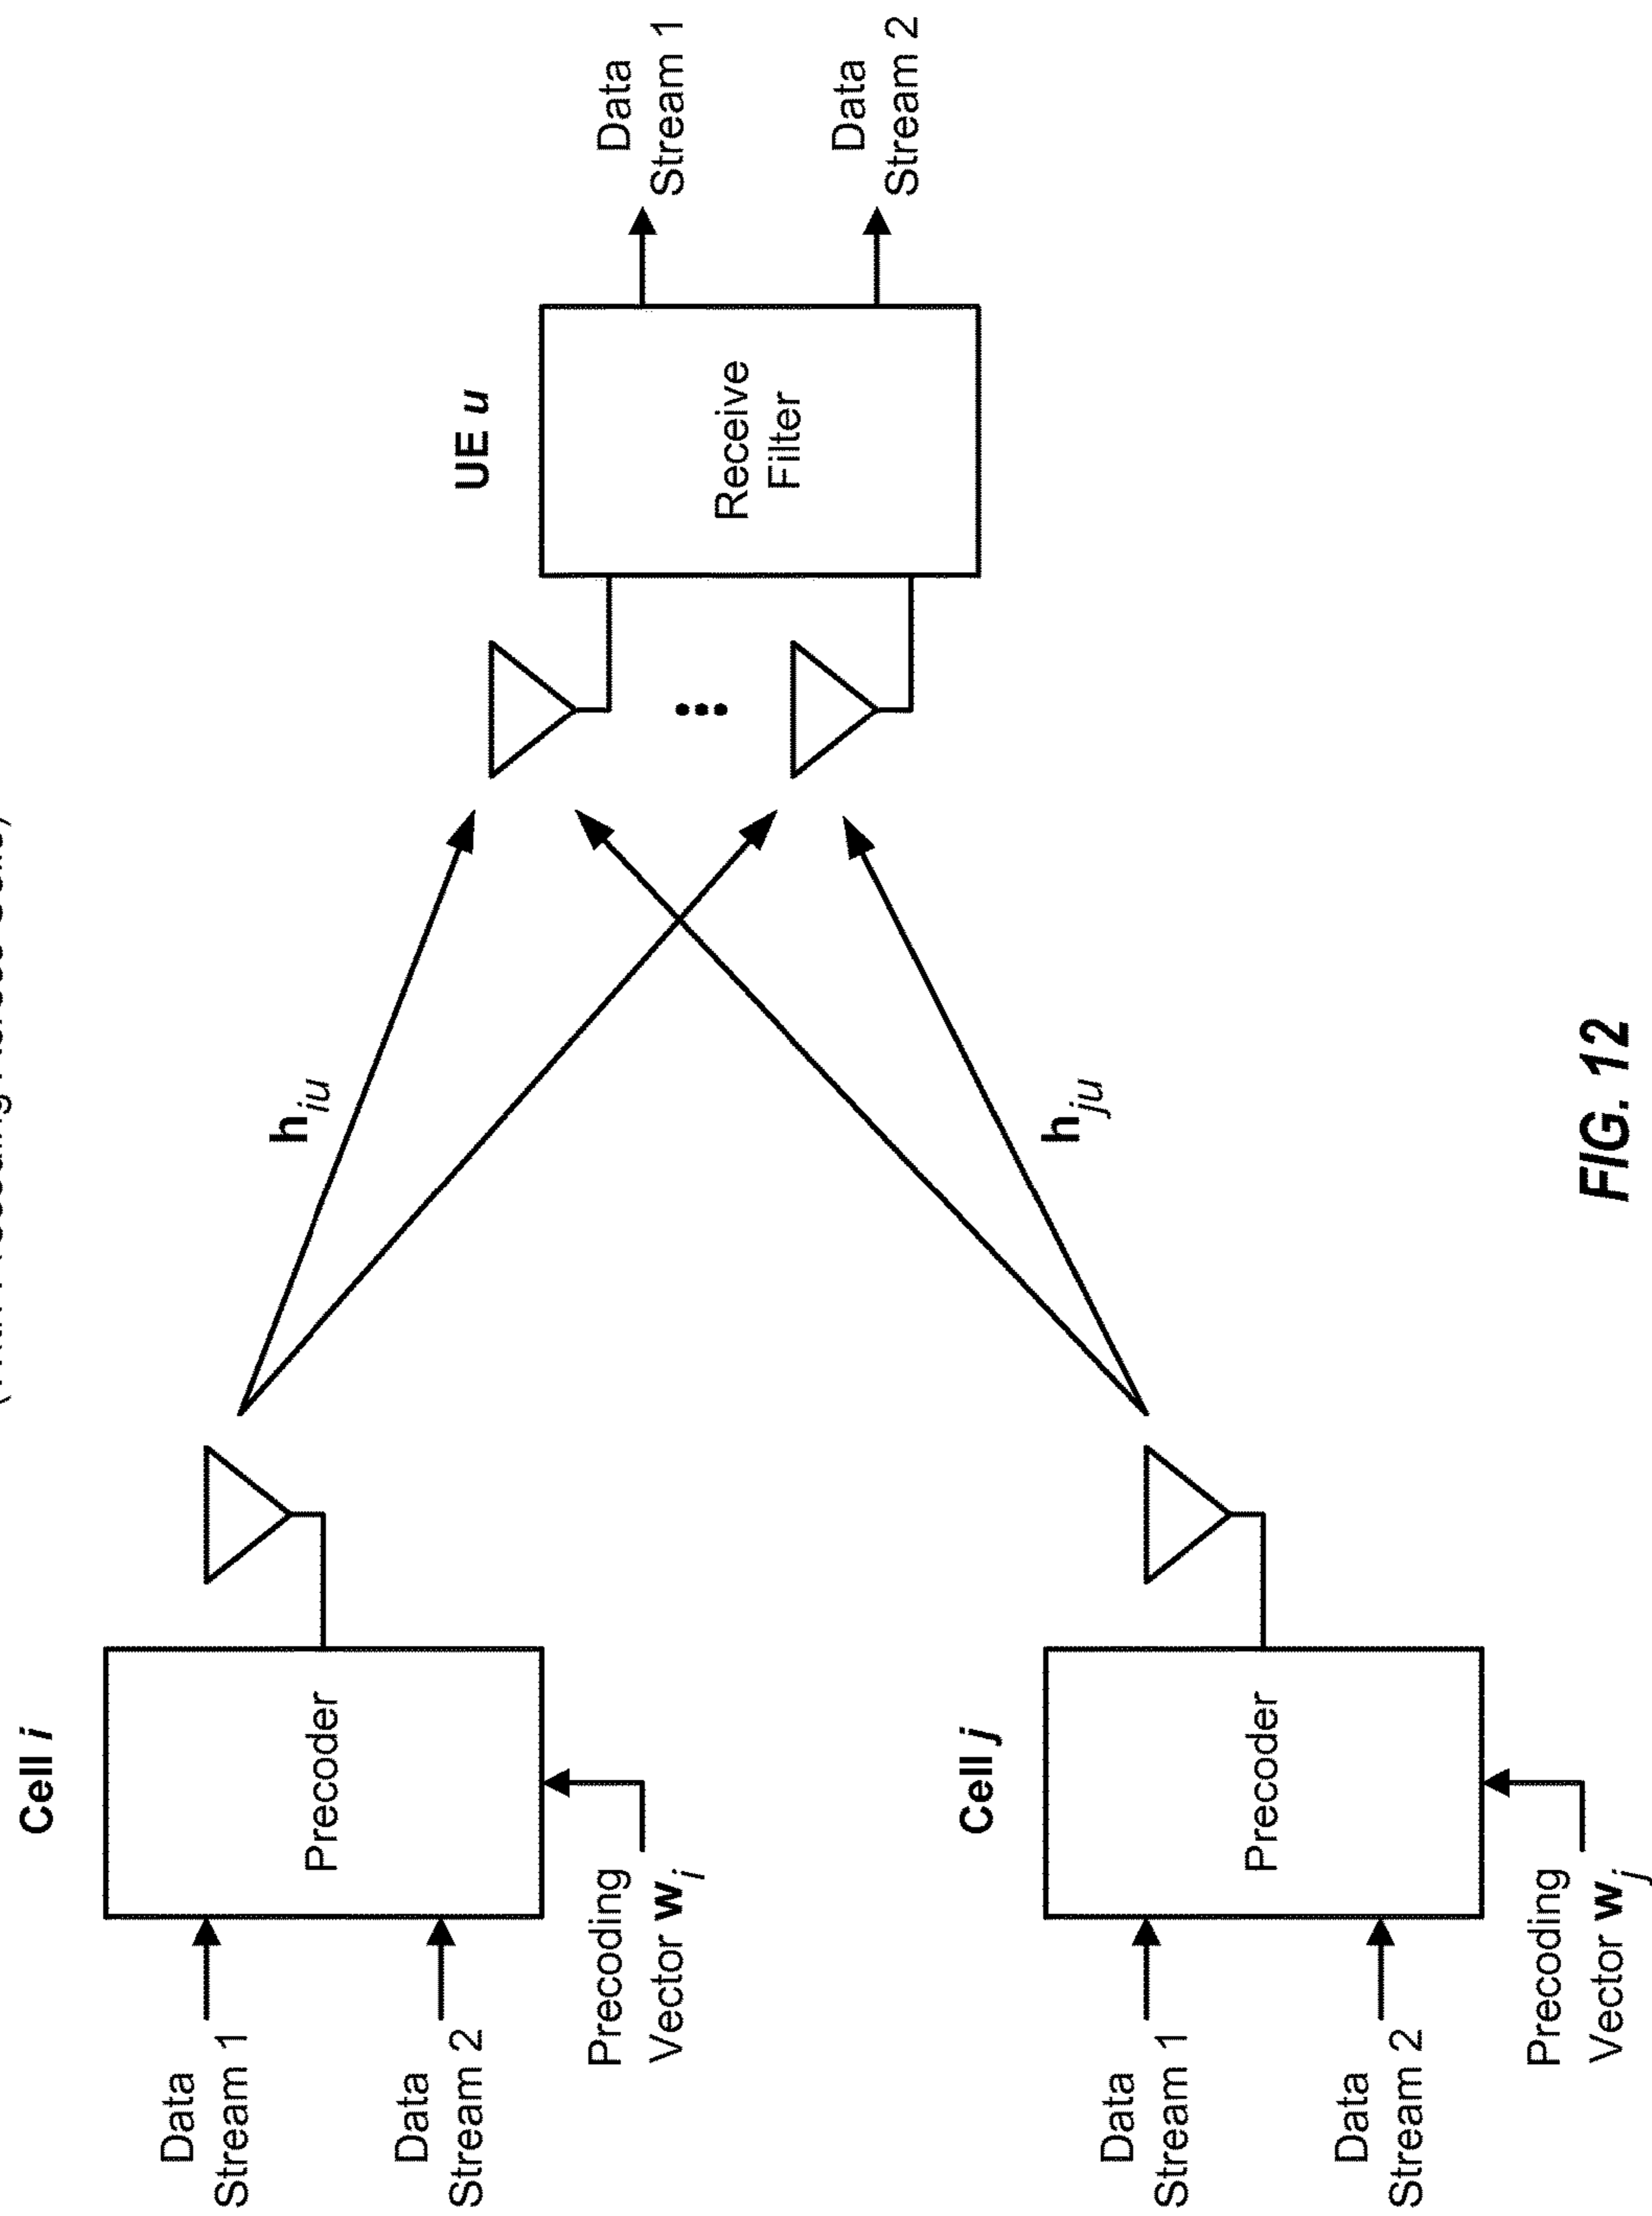 Cell i
Data
Stream 1
Data
Stream 2
Precoder
Precoding
Vector w_i
h_iu
UE u
Receive
Filter
Data
Stream 1
Data
Stream 2
Cell j
Data
Stream 1
Data
Stream 2
Precoder
Precoding
Vector w_j
h_ju
FIG. 12